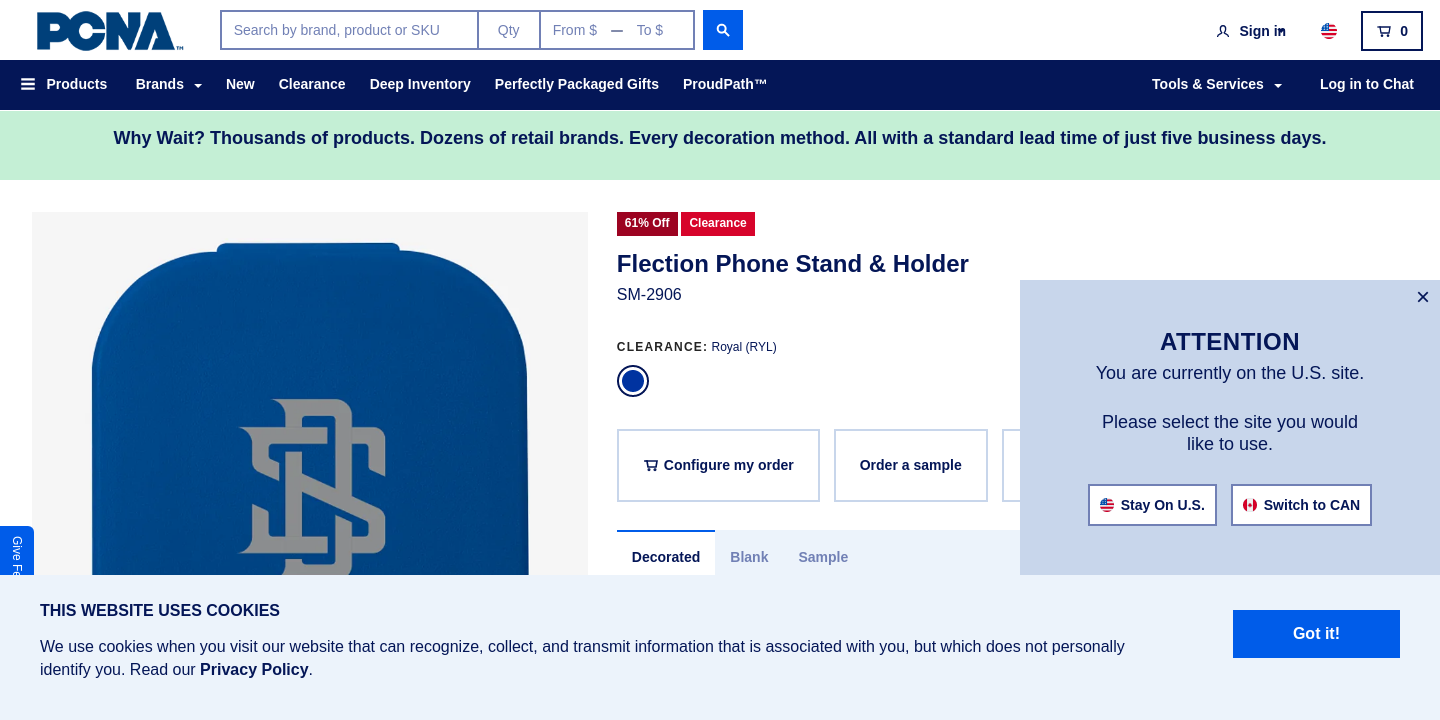 PCNA™
Search by brand, product or SKU
Qty
From $ — To $
Sign in
0
Products
Brands
New
Clearance
Deep Inventory
Perfectly Packaged Gifts
ProudPath™
Tools & Services
Log in to Chat
Why Wait? Thousands of products. Dozens of retail brands. Every decoration method. All with a standard lead time of just five business days.
61% Off
Clearance
Flection Phone Stand & Holder
SM-2906
CLEARANCE: Royal (RYL)
Configure my order
Order a sample
Decorated
Blank
Sample
×
ATTENTION
You are currently on the U.S. site.
Please select the site you would
like to use.
Stay On U.S.
Switch to CAN
Give
THIS WEBSITE USES COOKIES
We use cookies when you visit our website that can recognize, collect, and transmit information that is associated with you, but which does not personally
identify you. Read our Privacy Policy.
Got it!